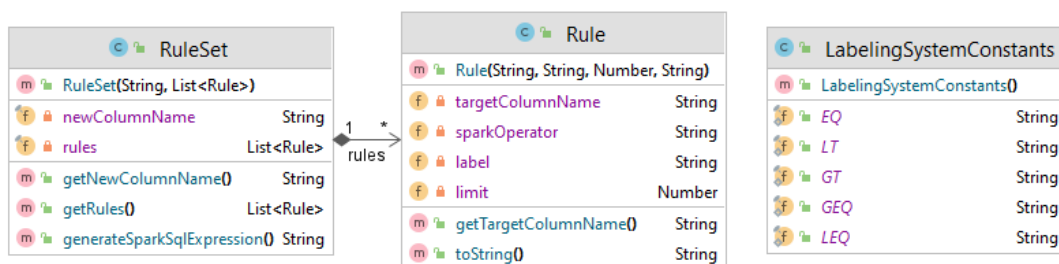 RuleSet
RuleSet(String, List<Rule>)
newColumnName String
rules List<Rule>
getNewColumnName() String
getRules() List<Rule>
generateSparkSqlExpression() String
1 *
rules
Rule
Rule(String, String, Number, String)
targetColumnName String
sparkOperator String
label String
limit Number
getTargetColumnName() String
toString() String
LabelingSystemConstants
LabelingSystemConstants()
EQ String
LT String
GT String
GEQ String
LEQ String